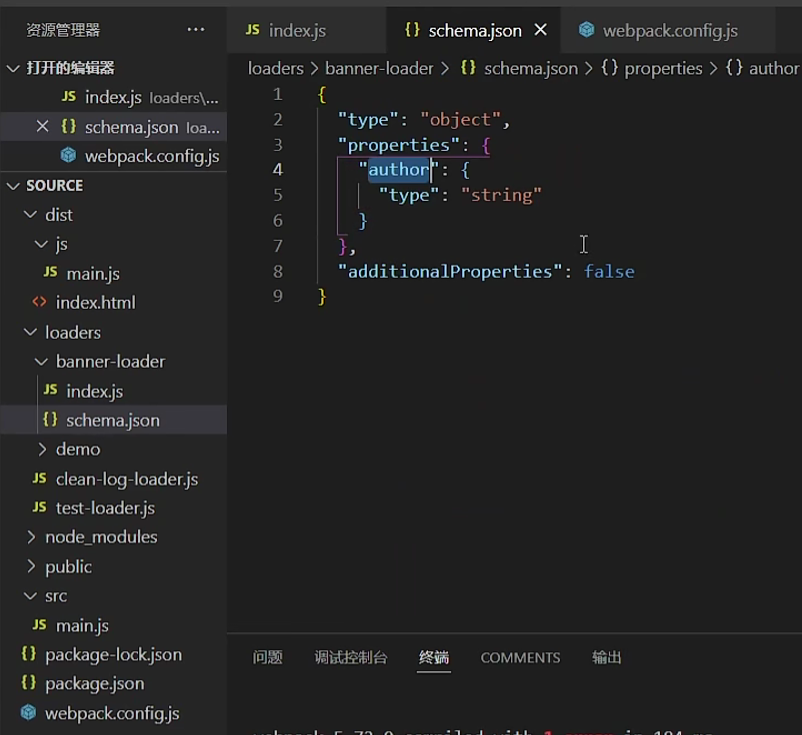 资源管理器 ···
打开的编辑器
JS index.js loaders\...
{} schema.json loa...
webpack.config.js
SOURCE
dist
js
JS main.js
<> index.html
loaders
banner-loader
JS index.js
{} schema.json
demo
JS clean-log-loader.js
JS test-loader.js
node_modules
public
src
JS main.js
{} package-lock.json
{} package.json
webpack.config.js
JS index.js {} schema.json webpack.config.js
loaders > banner-loader > {} schema.json > {} properties > {} author
1 {
2 "type": "object",
3 "properties": {
4 "author": {
5 "type": "string"
6 }
7 },
8 "additionalProperties": false
9 }
问题 调试控制台 终端 COMMENTS 输出